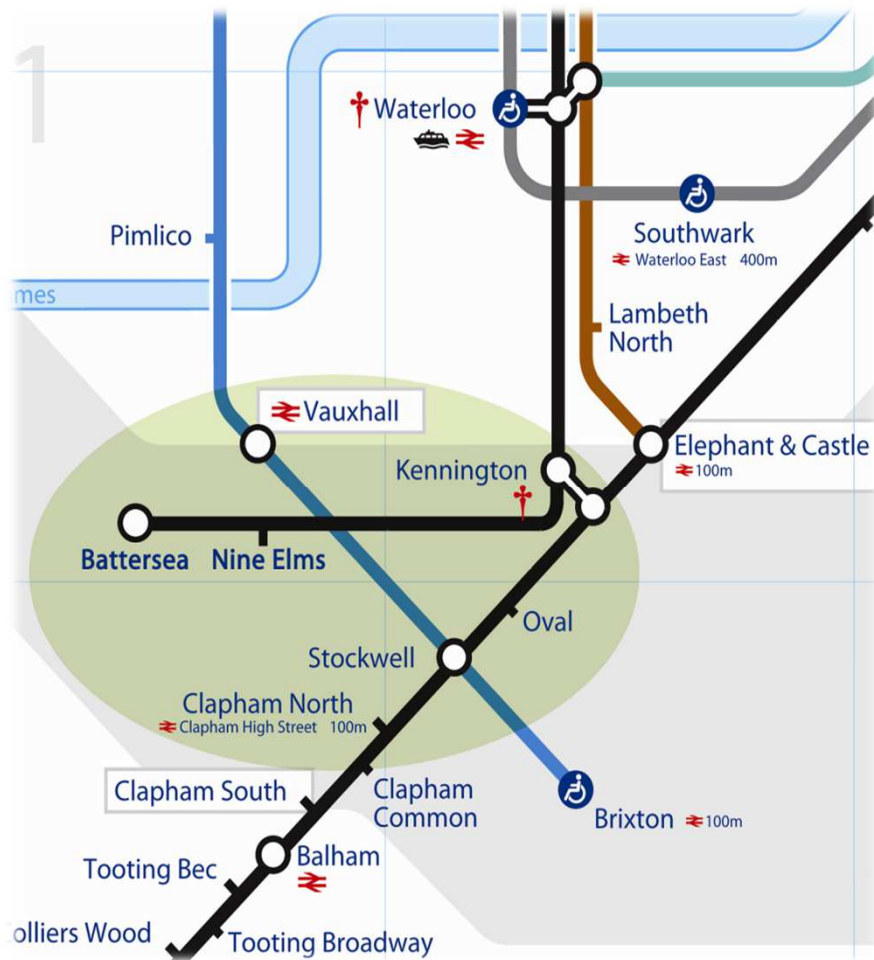 1
Waterloo
Pimlico
Southwark
Waterloo East 400m
mes
Lambeth
North
Vauxhall
Elephant & Castle
100m
Kennington
Battersea
Nine Elms
Oval
Stockwell
Clapham North
Clapham High Street 100m
Clapham South
Clapham
Common
Brixton
100m
Balham
Tooting Bec
olliers Wood
Tooting Broadway